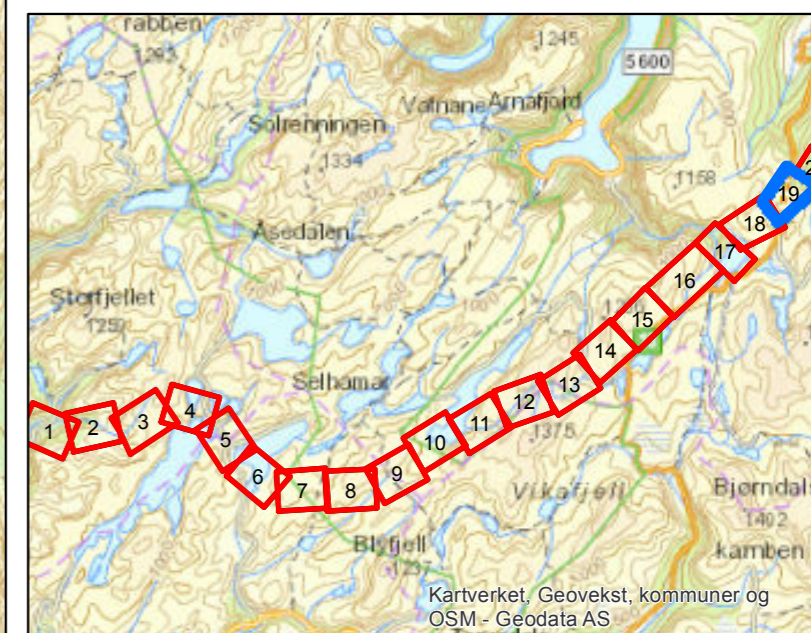 rabben
1245
5600
Vatnane
Arnafjord
Solrenningen
1334
1158
19
18
Åsedalen
17
16
Storfjellet
15
14
Selhamar
13
12
4
3
2
1
11
5
10
1375
6
9
7
8
Vikafjell
Bjørndal
1402
Blyfjell
kamben
1237
Kartverket, Geovekst, kommuner og
OSM - Geodata AS